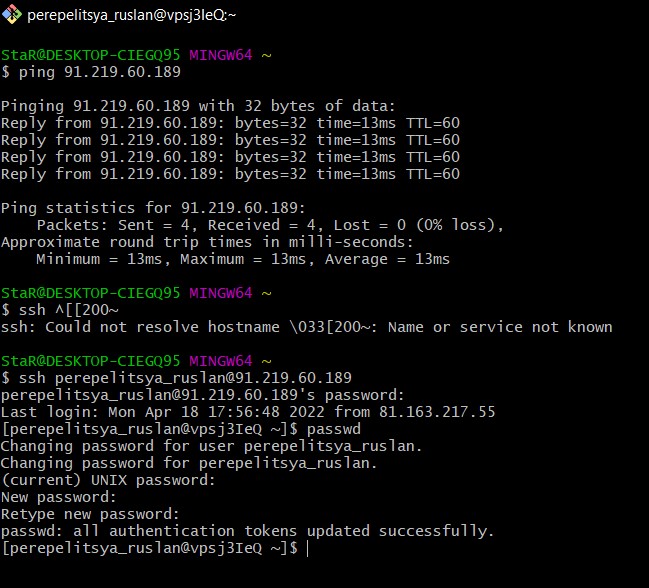 perepelitsya_ruslan@vpsj3IeQ:~
StaR@DESKTOP-CIEGQ95 MINGW64 ~
$ ping 91.219.60.189
Pinging 91.219.60.189 with 32 bytes of data:
Reply from 91.219.60.189: bytes=32 time=13ms TTL=60
Reply from 91.219.60.189: bytes=32 time=13ms TTL=60
Reply from 91.219.60.189: bytes=32 time=13ms TTL=60
Reply from 91.219.60.189: bytes=32 time=13ms TTL=60
Ping statistics for 91.219.60.189:
    Packets: Sent = 4, Received = 4, Lost = 0 (0% loss),
Approximate round trip times in milli-seconds:
    Minimum = 13ms, Maximum = 13ms, Average = 13ms
StaR@DESKTOP-CIEGQ95 MINGW64 ~
$ ssh ^[[200~
ssh: Could not resolve hostname \033[200~: Name or service not known
StaR@DESKTOP-CIEGQ95 MINGW64 ~
$ ssh perepelitsya_ruslan@91.219.60.189
perepelitsya_ruslan@91.219.60.189's password:
Last login: Mon Apr 18 17:56:48 2022 from 81.163.217.55
[perepelitsya_ruslan@vpsj3IeQ ~]$ passwd
Changing password for user perepelitsya_ruslan.
Changing password for perepelitsya_ruslan.
(current) UNIX password:
New password:
Retype new password:
passwd: all authentication tokens updated successfully.
[perepelitsya_ruslan@vpsj3IeQ ~]$